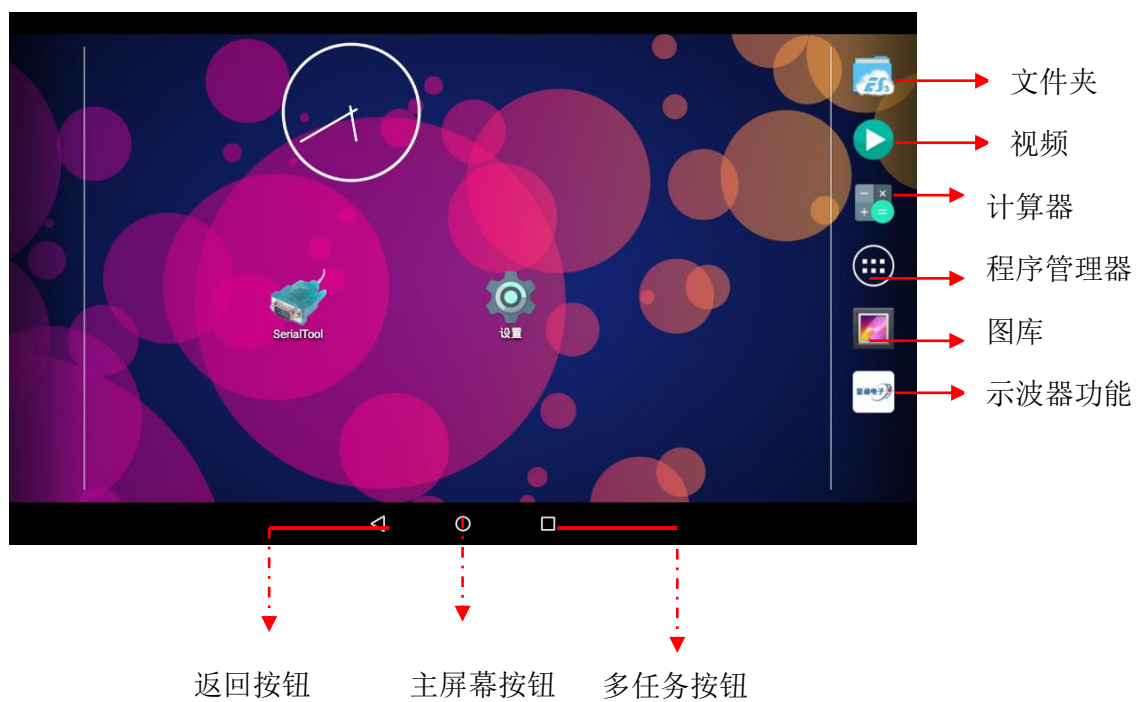 文件夹
视频
计算器
程序管理器
图库
示波器功能
SerialTool
设置
返回按钮
主屏幕按钮
多任务按钮